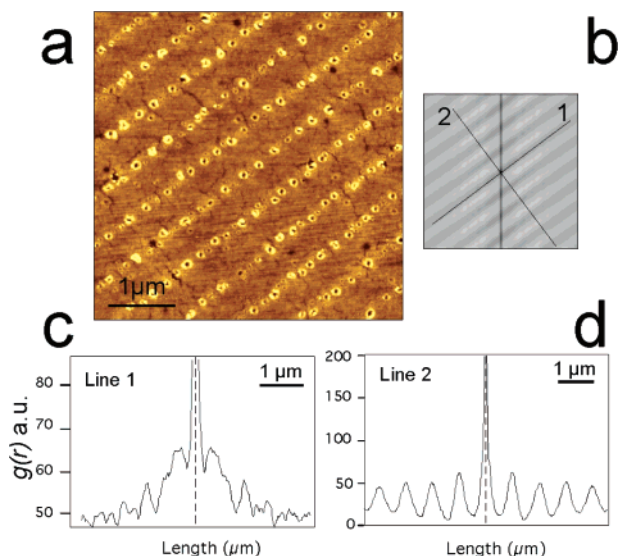 a
b
1μm
2
1
c
d
Line 1
1 μm
g(r) a.u.
80
70
60
50
Length (μm)
Line 2
1 μm
200
150
100
50
0
Length (μm)